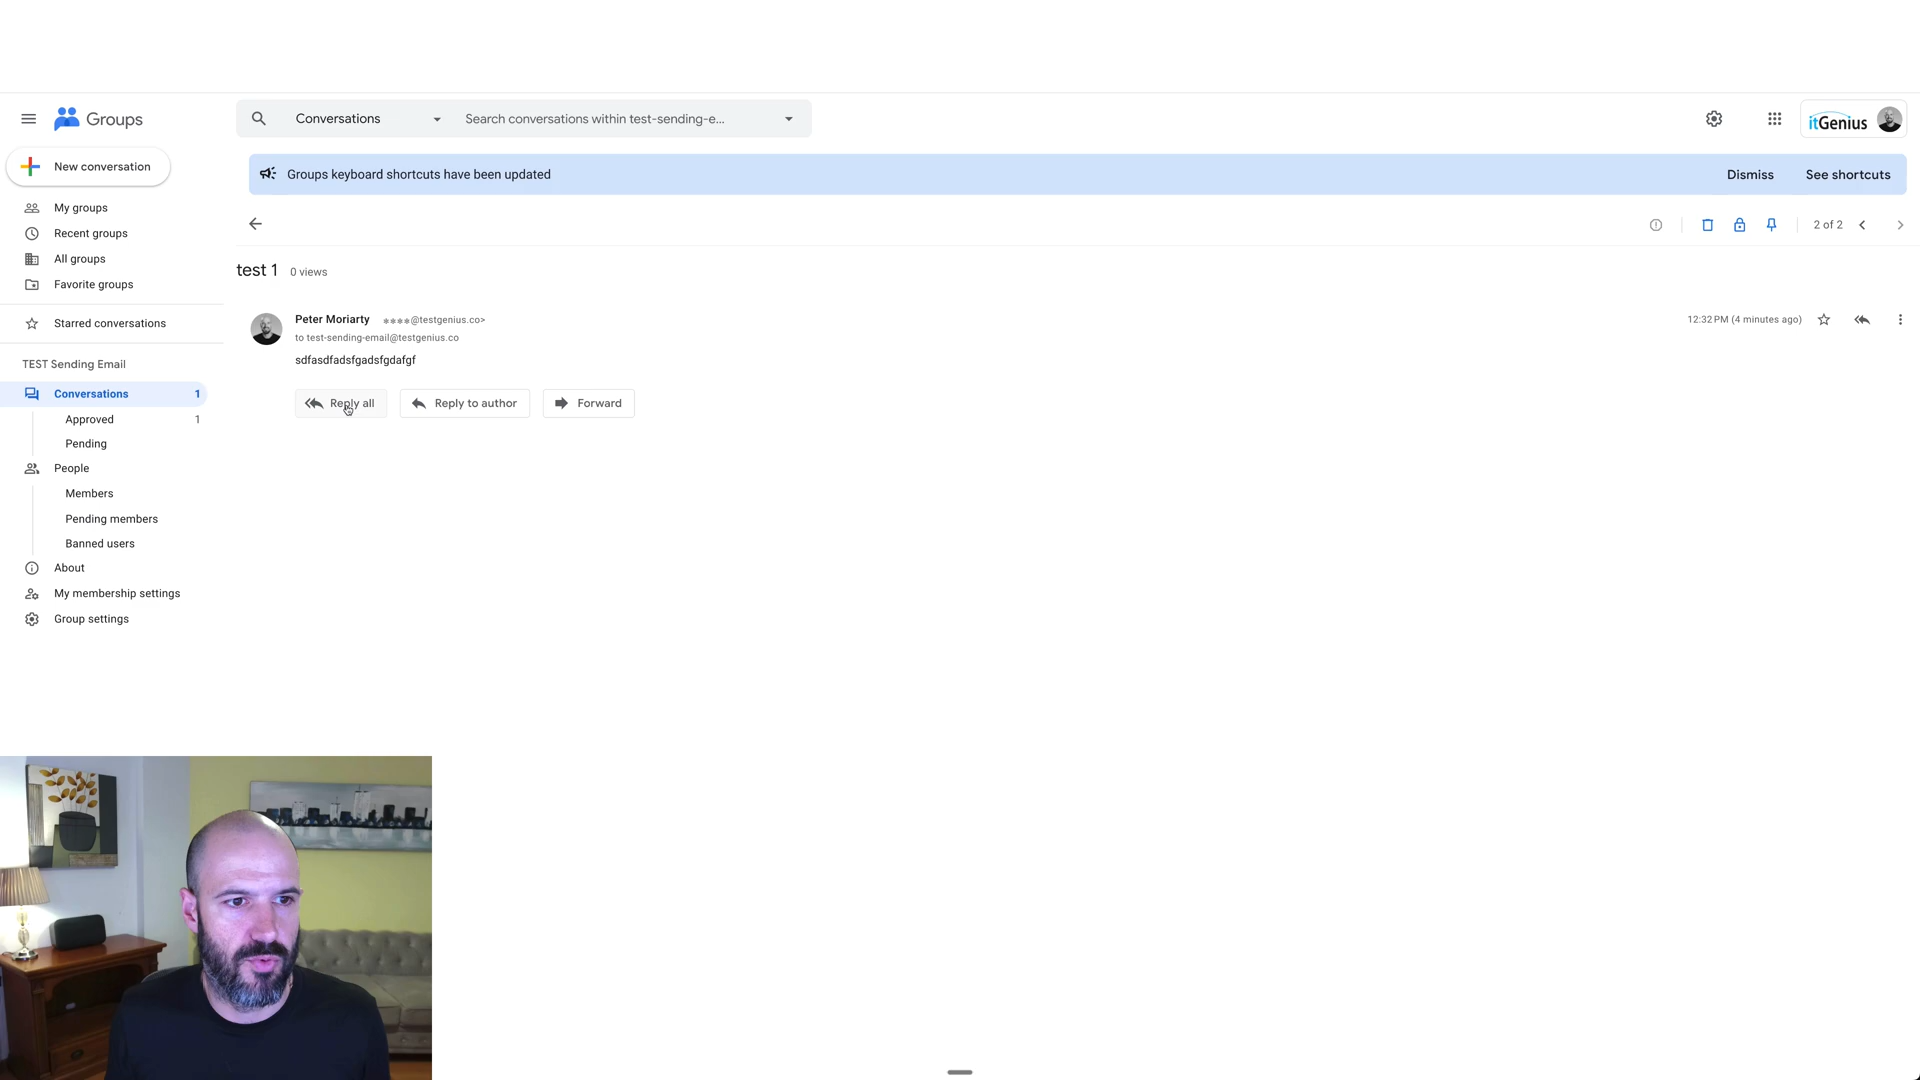 Groups
Conversations
Search conversations within test-sending-e...
itGenius
New conversation
Groups keyboard shortcuts have been updated
Dismiss
See shortcuts
My groups
Recent groups
All groups
Favorite groups
Starred conversations
2 of 2
test 1
0 views
Peter Moriarty
****@testgenius.co>
12:32 PM (4 minutes ago)
to test-sending-email@testgenius.co
sdfasdfadsfgadsfgdafgf
Reply all
Reply to author
Forward
TEST Sending Email
Conversations 1
Approved 1
Pending
People
Members
Pending members
Banned users
About
My membership settings
Group settings